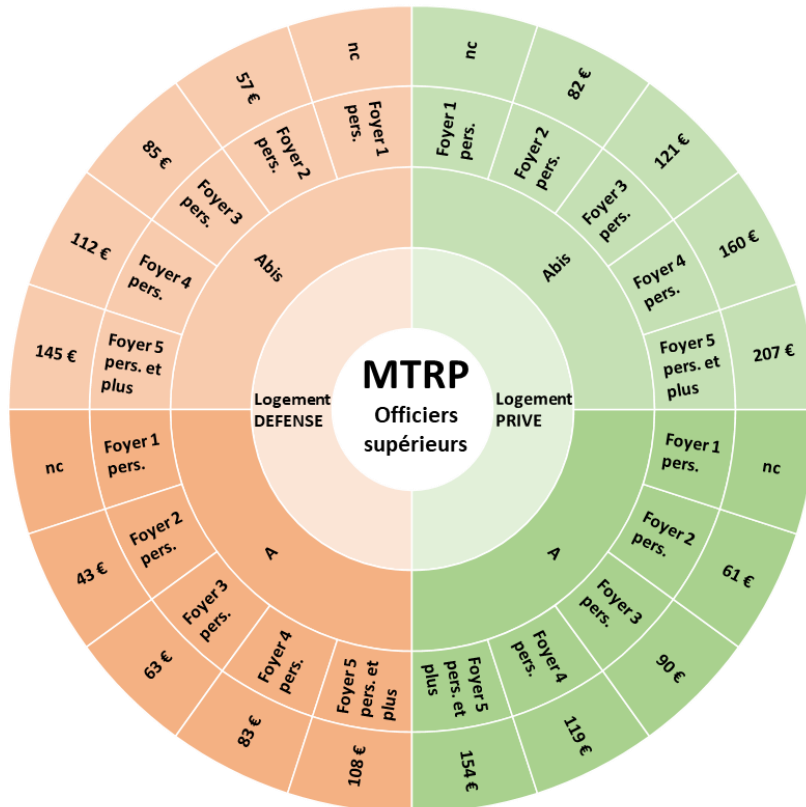 MTRP
Officiers
supérieurs
Logement
PRIVE
Abis
Foyer 1
pers.
nc
Foyer 2
pers.
82 €
Foyer 3
pers.
121 €
Foyer 4
pers.
160 €
Foyer 5
pers. et
plus
207 €
A
Foyer 1
pers.
nc
Foyer 2
pers.
61 €
Foyer 3
pers.
90 €
Foyer 4
pers.
119 €
Foyer 5
pers. et
plus
154 €
Logement
DEFENSE
A
Foyer 5
pers. et
plus
108 €
Foyer 4
pers.
83 €
Foyer 3
pers.
63 €
Foyer 2
pers.
43 €
Foyer 1
pers.
nc
Abis
Foyer 5
pers. et
plus
145 €
Foyer 4
pers.
112 €
Foyer 3
pers.
85 €
Foyer 2
pers.
57 €
Foyer 1
pers.
nc